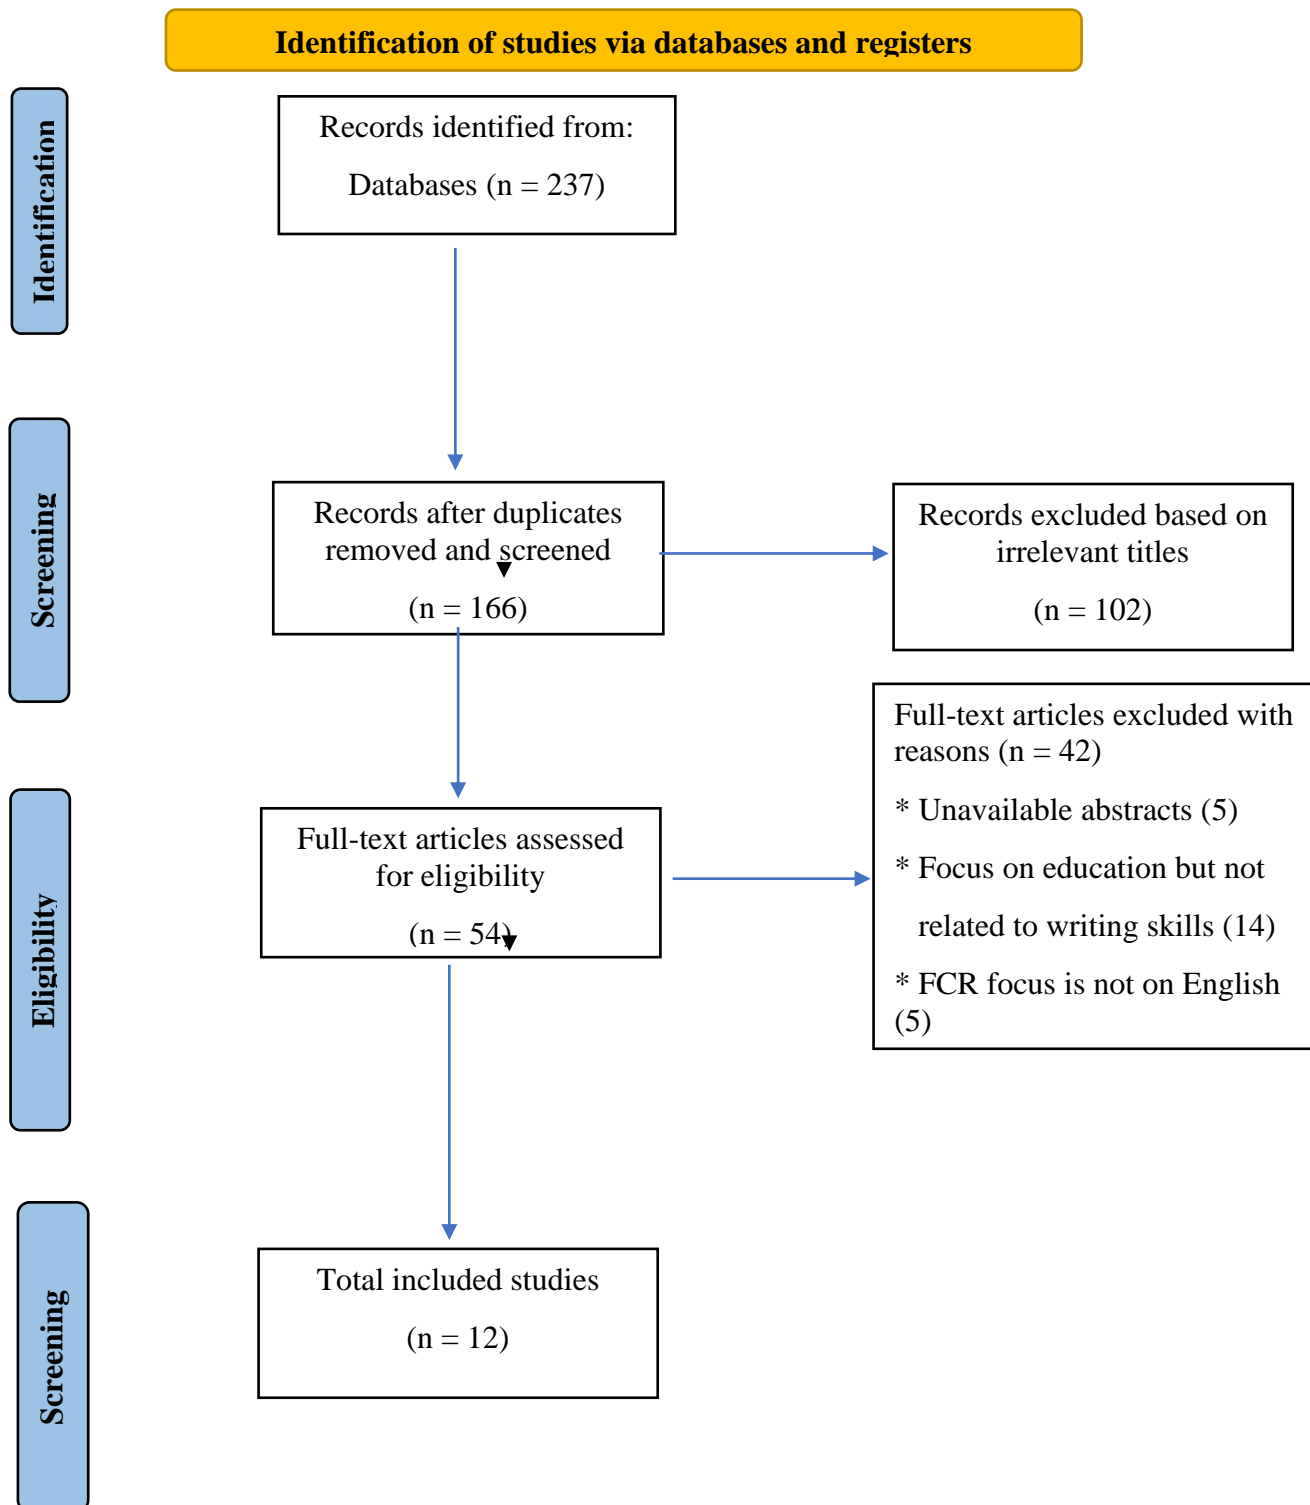 Identification of studies via databases and registers
Identification
Records identified from:
Databases (n = 237)
Screening
Records after duplicates
removed and screened
(n = 166)
Records excluded based on
irrelevant titles
(n = 102)
Eligibility
Full-text articles assessed
for eligibility
(n = 54)
Full-text articles excluded with
reasons (n = 42)
* Unavailable abstracts (5)
* Focus on education but not
related to writing skills (14)
* FCR focus is not on English
(5)
Screening
Total included studies
(n = 12)